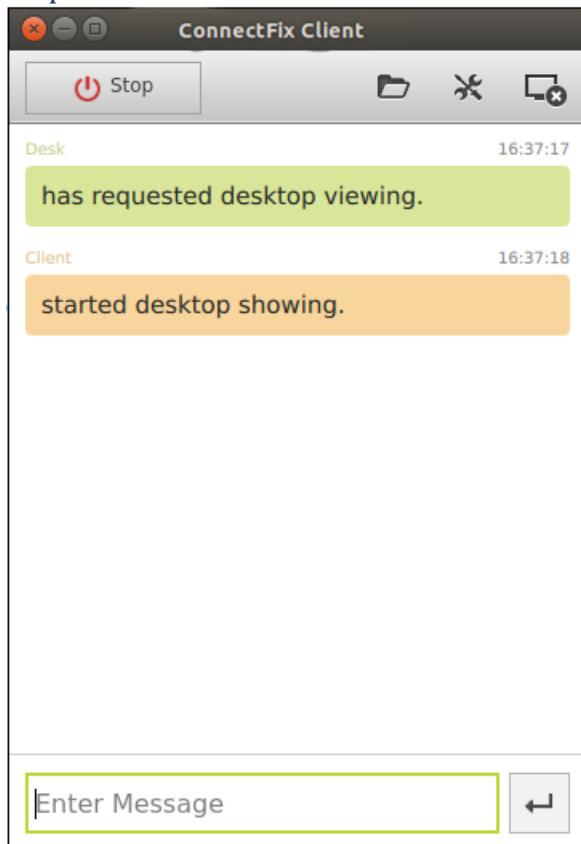 ConnectFix Client
Stop
Desk 16:37:17
has requested desktop viewing.
Client 16:37:18
started desktop showing.
Enter Message